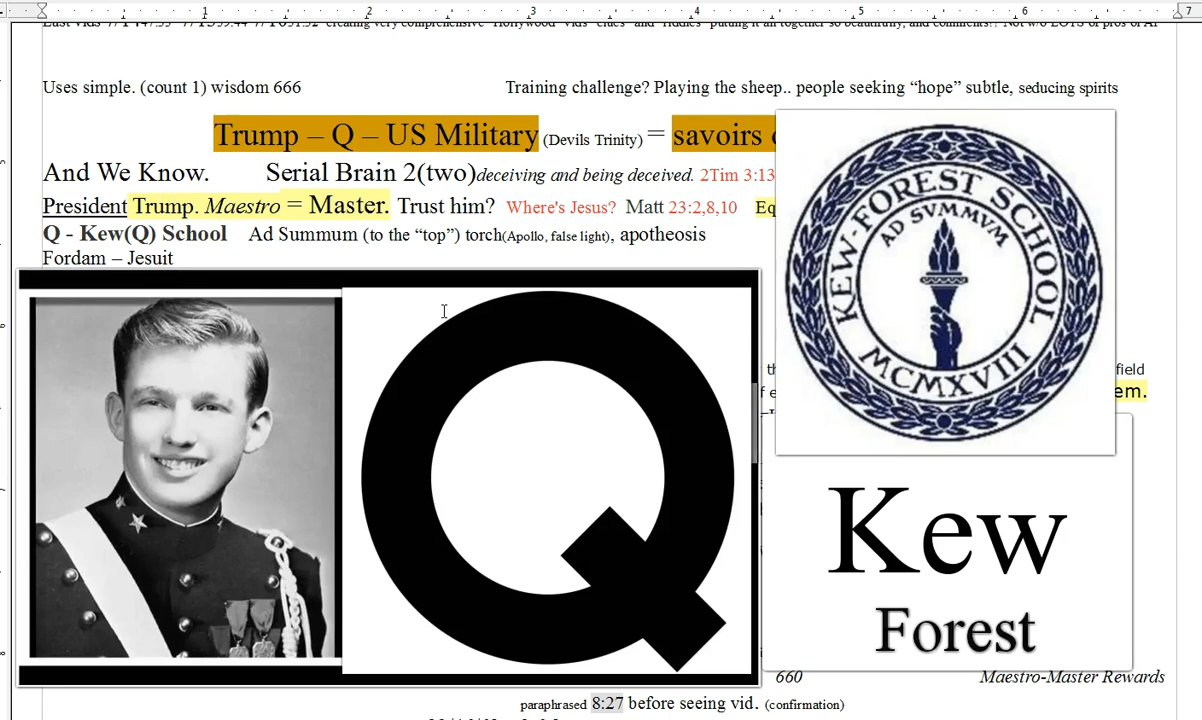 Uses simple. (count 1) wisdom 666 Training challenge? Playing the sheep.. people seeking “hope” subtle, seducing spirits
Trump – Q – US Military (Devils Trinity) = savoirs
And We Know. Serial Brain 2(two)deceiving and being deceived. 2Tim 3:13
President Trump. Maestro = Master. Trust him? Where's Jesus? Matt 23:2,8,10 Eq
Q - Kew(Q) School Ad Summum (to the “top”) torch(Apollo, false light), apotheosis
Fordam – Jesuit
KEW-FOREST SCHOOL
AD SVMMVM
MCMXVIII
Q
field
em.
Kew
Forest
660 Maestro-Master Rewards
paraphrased 8:27 before seeing vid. (confirmation)